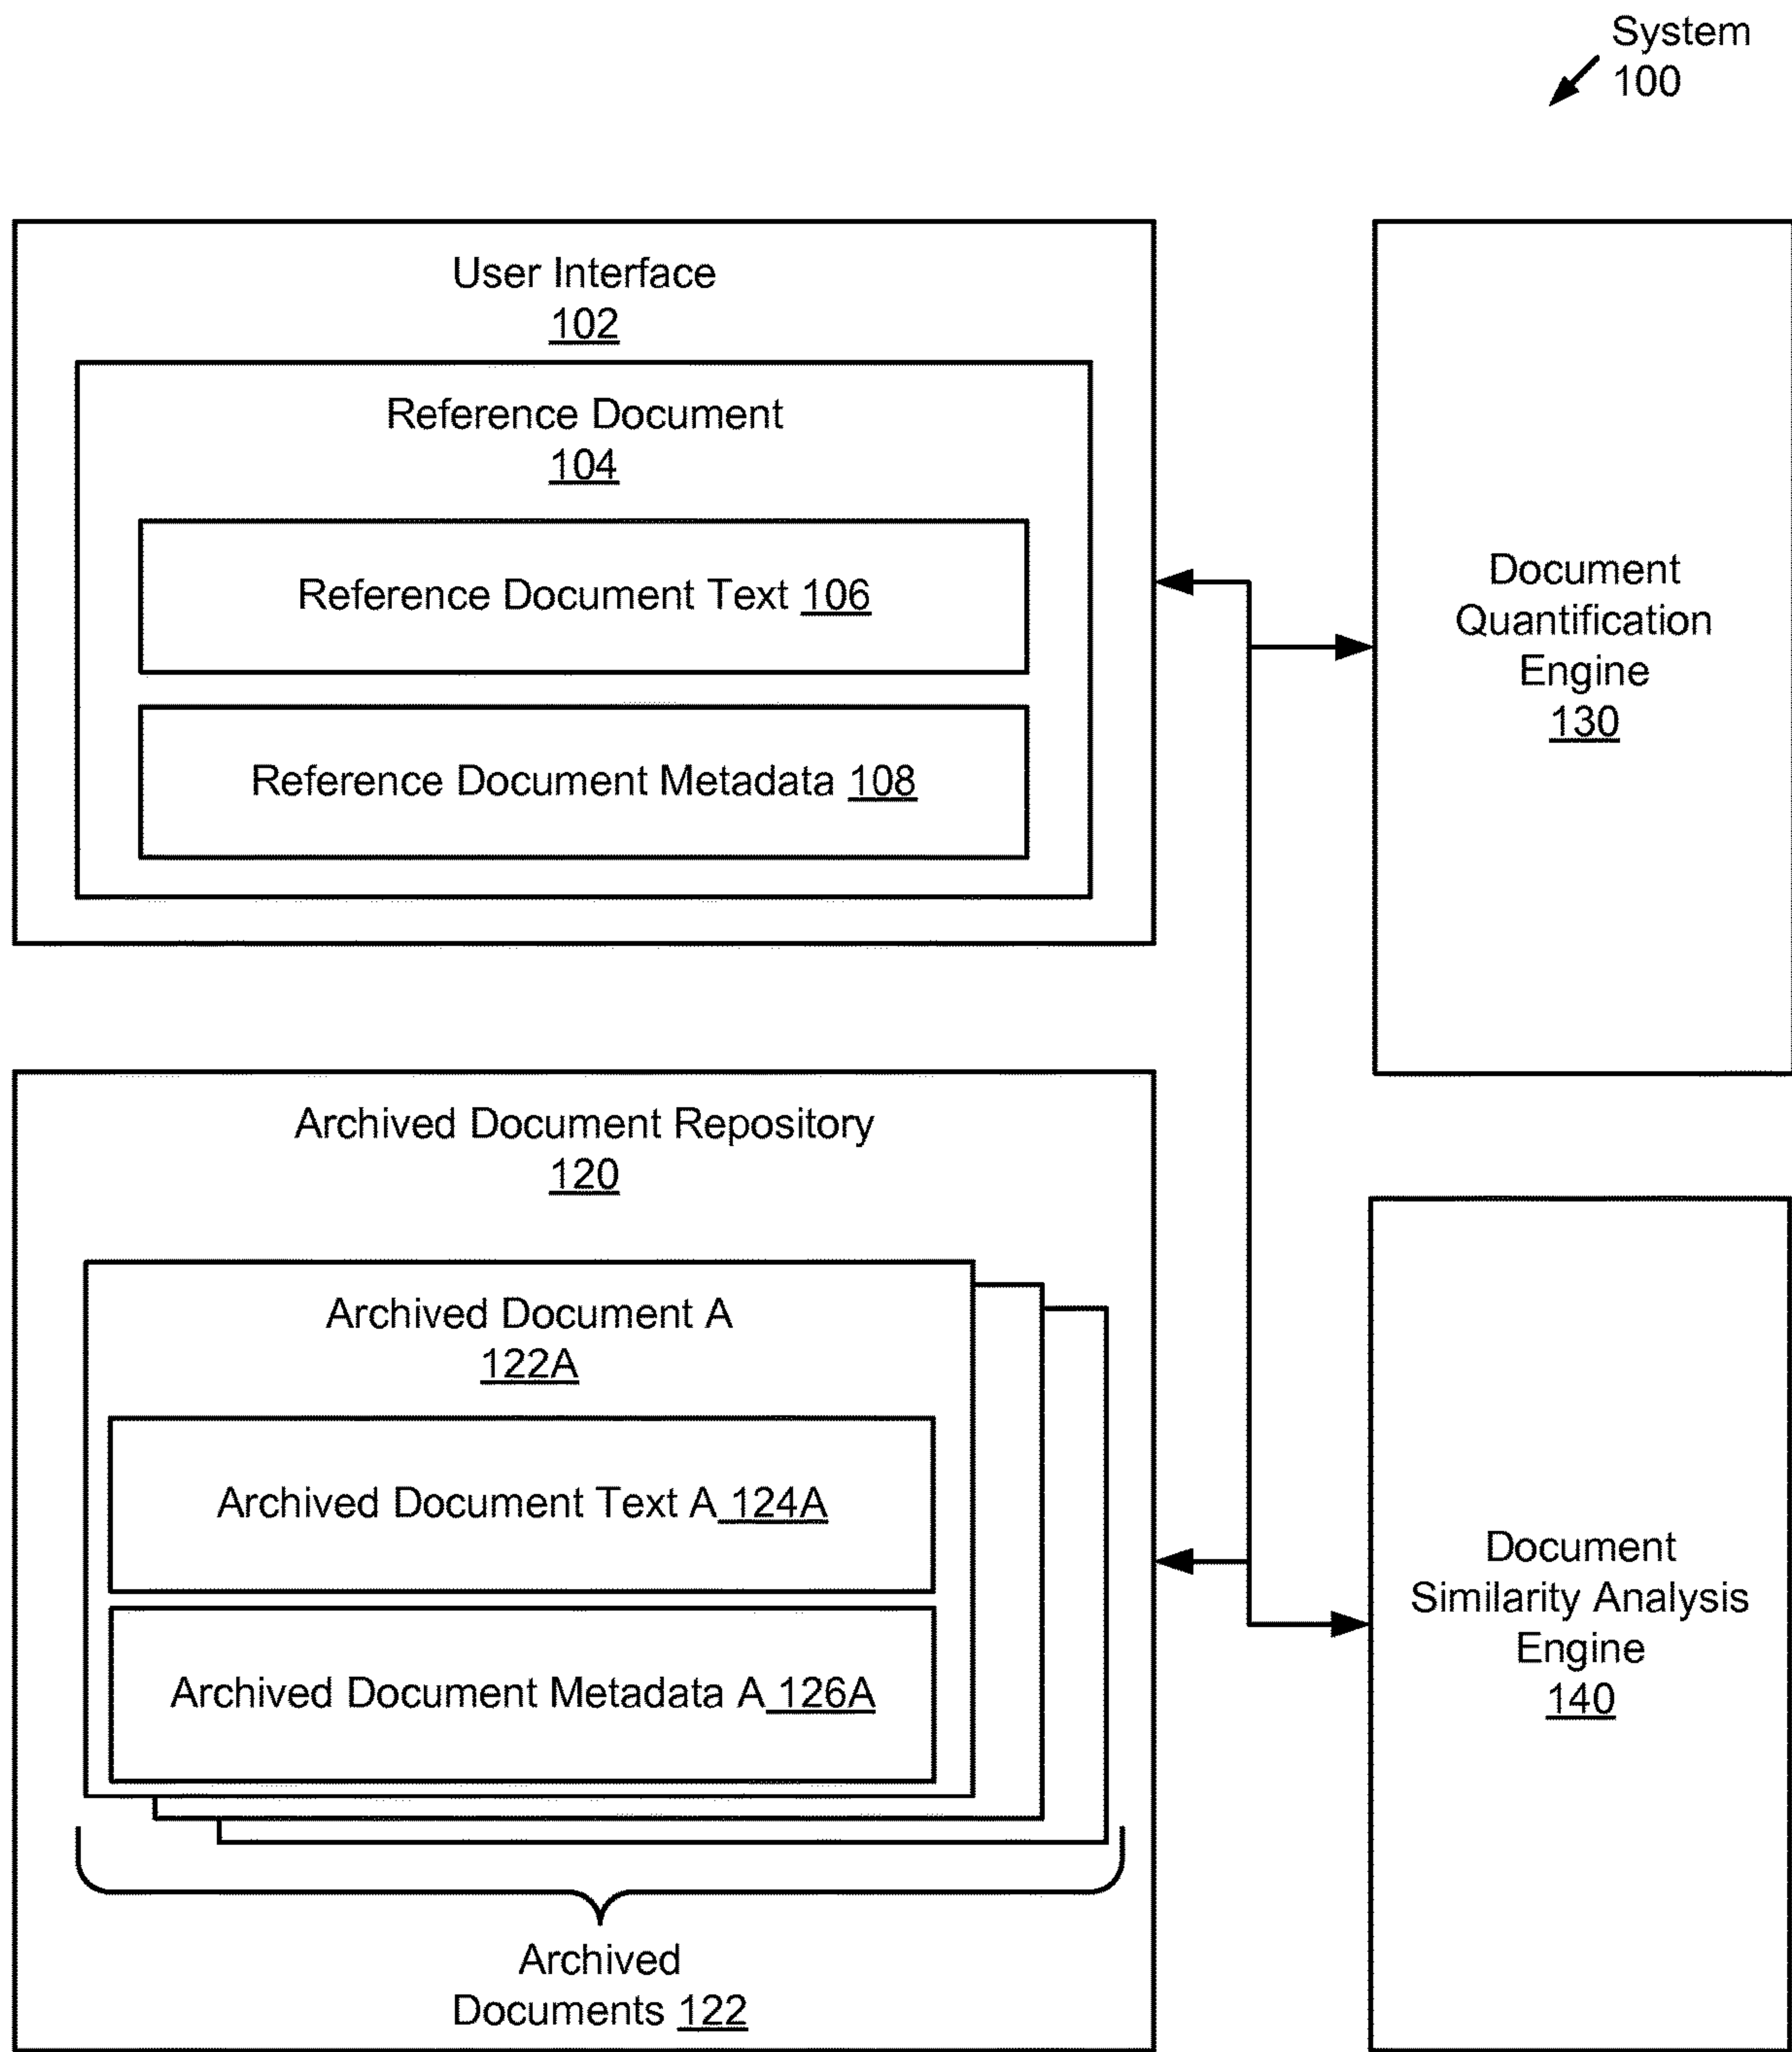 System
100
User Interface
102
Reference Document
104
Reference Document Text 106
Reference Document Metadata 108
Document
Quantification
Engine
130
Archived Document Repository
120
Archived Document A
122A
Archived Document Text A 124A
Archived Document Metadata A 126A
Archived
Documents 122
Document
Similarity Analysis
Engine
140